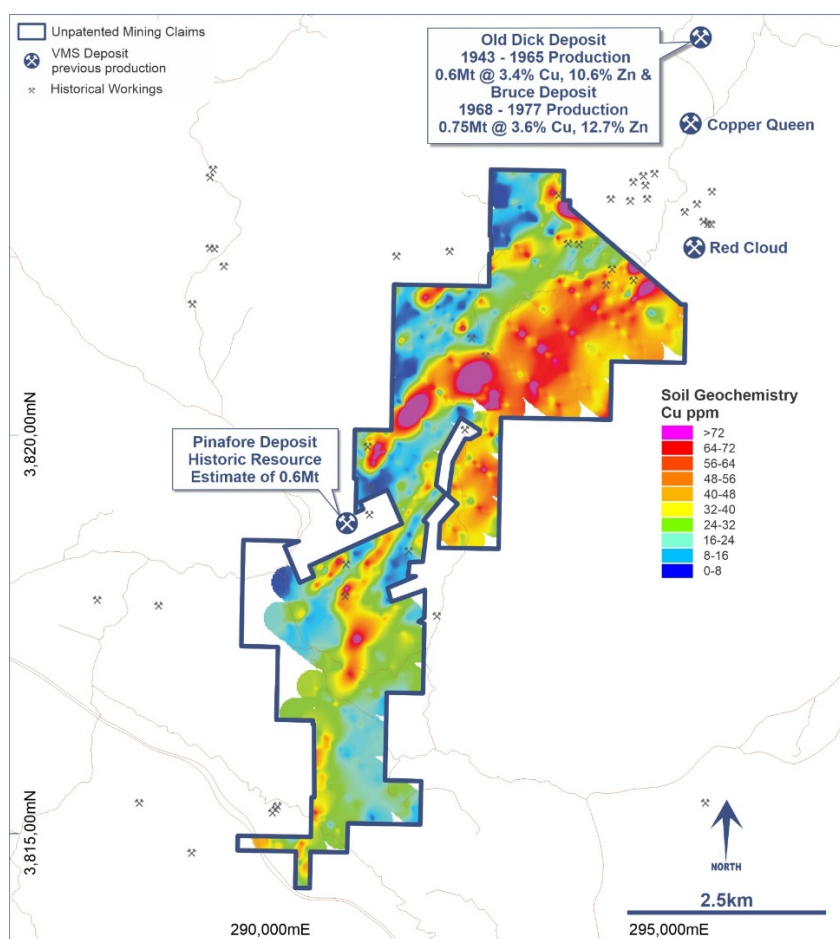 Unpatented Mining Claims
VMS Deposit
previous production
Historical Workings
Old Dick Deposit
1943 - 1965 Production
0.6Mt @ 3.4% Cu, 10.6% Zn &
Bruce Deposit
1968 - 1977 Production
0.75Mt @ 3.6% Cu, 12.7% Zn
Copper Queen
Red Cloud
Soil Geochemistry
Cu ppm
>72
64-72
56-64
48-56
40-48
32-40
24-32
16-24
8-16
0-8
3,820,00mN
Pinafore Deposit
Historic Resource
Estimate of 0.6Mt
3,815,00mN
NORTH
2.5km
290,000mE
295,000mE